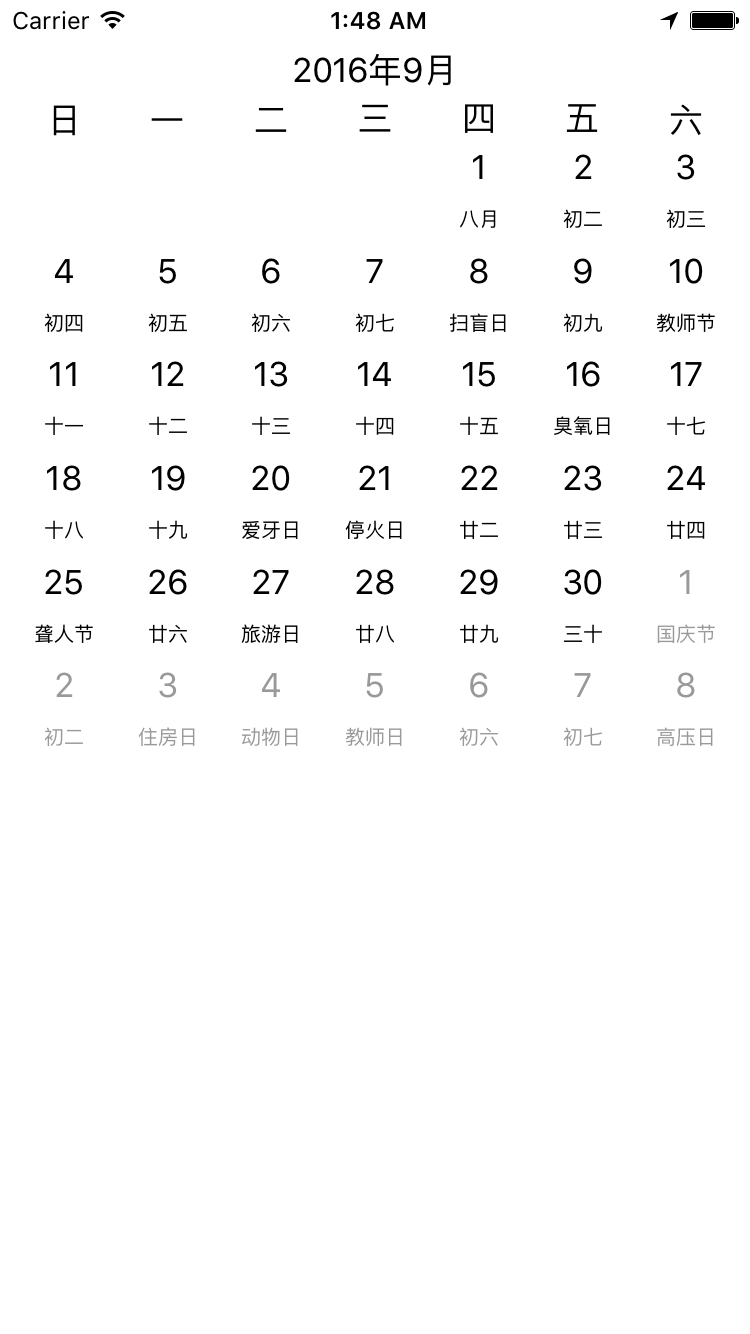 Carrier 1:48 AM
2016年9月
日 一 二 三 四 五 六
1 2 3
八月 初二 初三
4 5 6 7 8 9 10
初四 初五 初六 初七 扫盲日 初九 教师节
11 12 13 14 15 16 17
十一 十二 十三 十四 十五 臭氧日 十七
18 19 20 21 22 23 24
十八 十九 爱牙日 停火日 廿二 廿三 廿四
25 26 27 28 29 30 1
聋人节 廿六 旅游日 廿八 廿九 三十 国庆节
2 3 4 5 6 7 8
初二 住房日 动物日 教师日 初六 初七 高压日